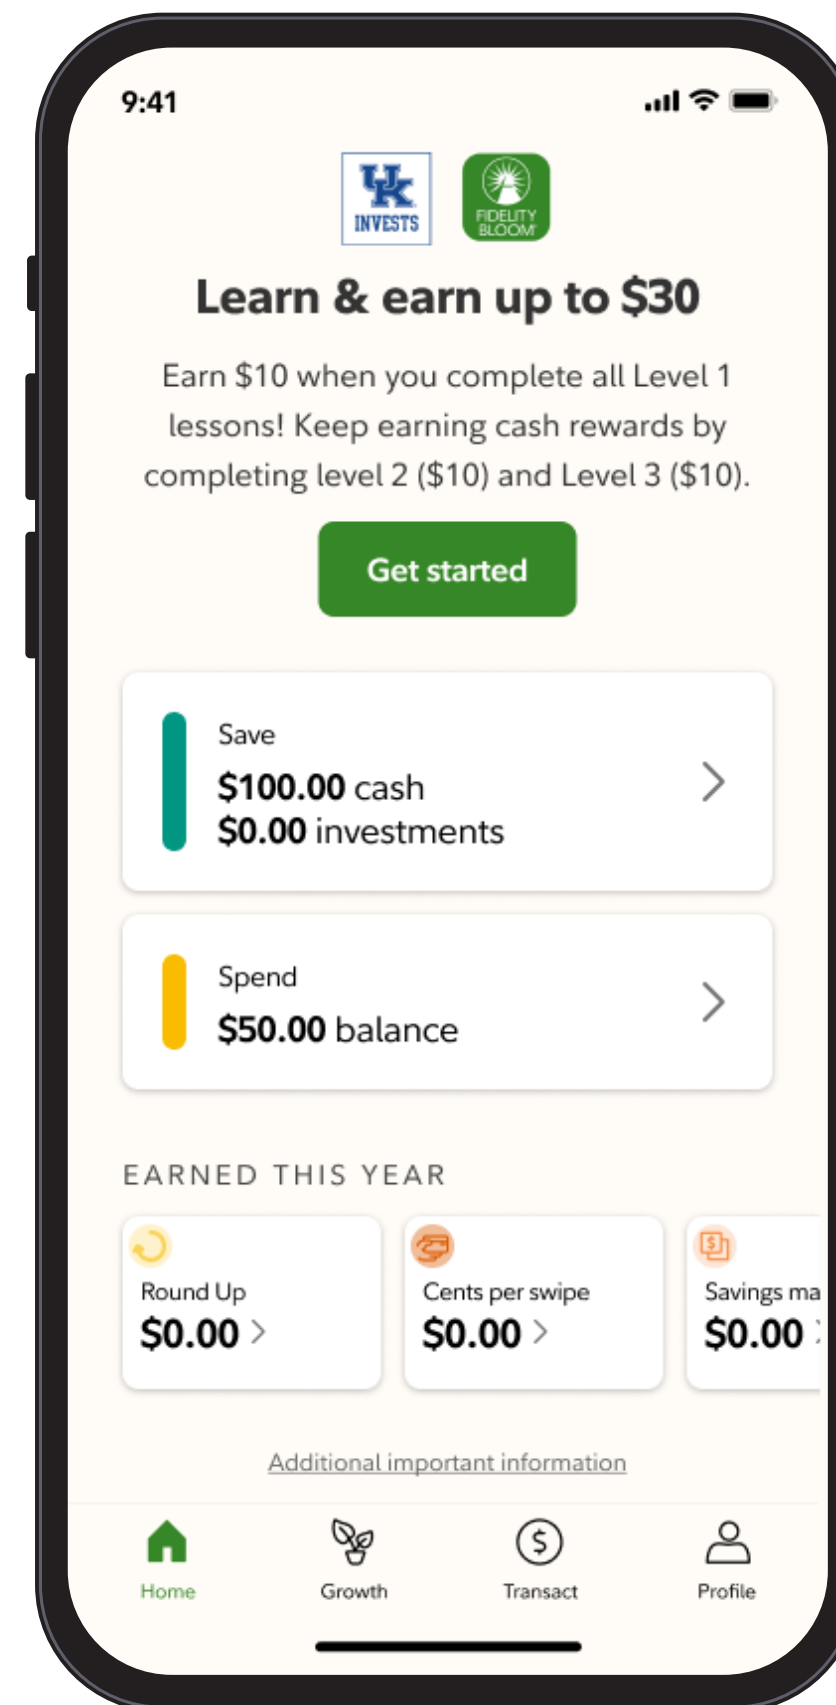 9:41
UK
INVESTS
FIDELITY
BLOOM
Learn & earn up to $30
Earn $10 when you complete all Level 1
lessons! Keep earning cash rewards by
completing level 2 ($10) and Level 3 ($10).
Get started
Save
$100.00 cash
$0.00 investments
Spend
$50.00 balance
EARNED THIS YEAR
Round Up
$0.00
Cents per swipe
$0.00
Savings ma
$0.00
Additional important information
Home
Growth
Transact
Profile